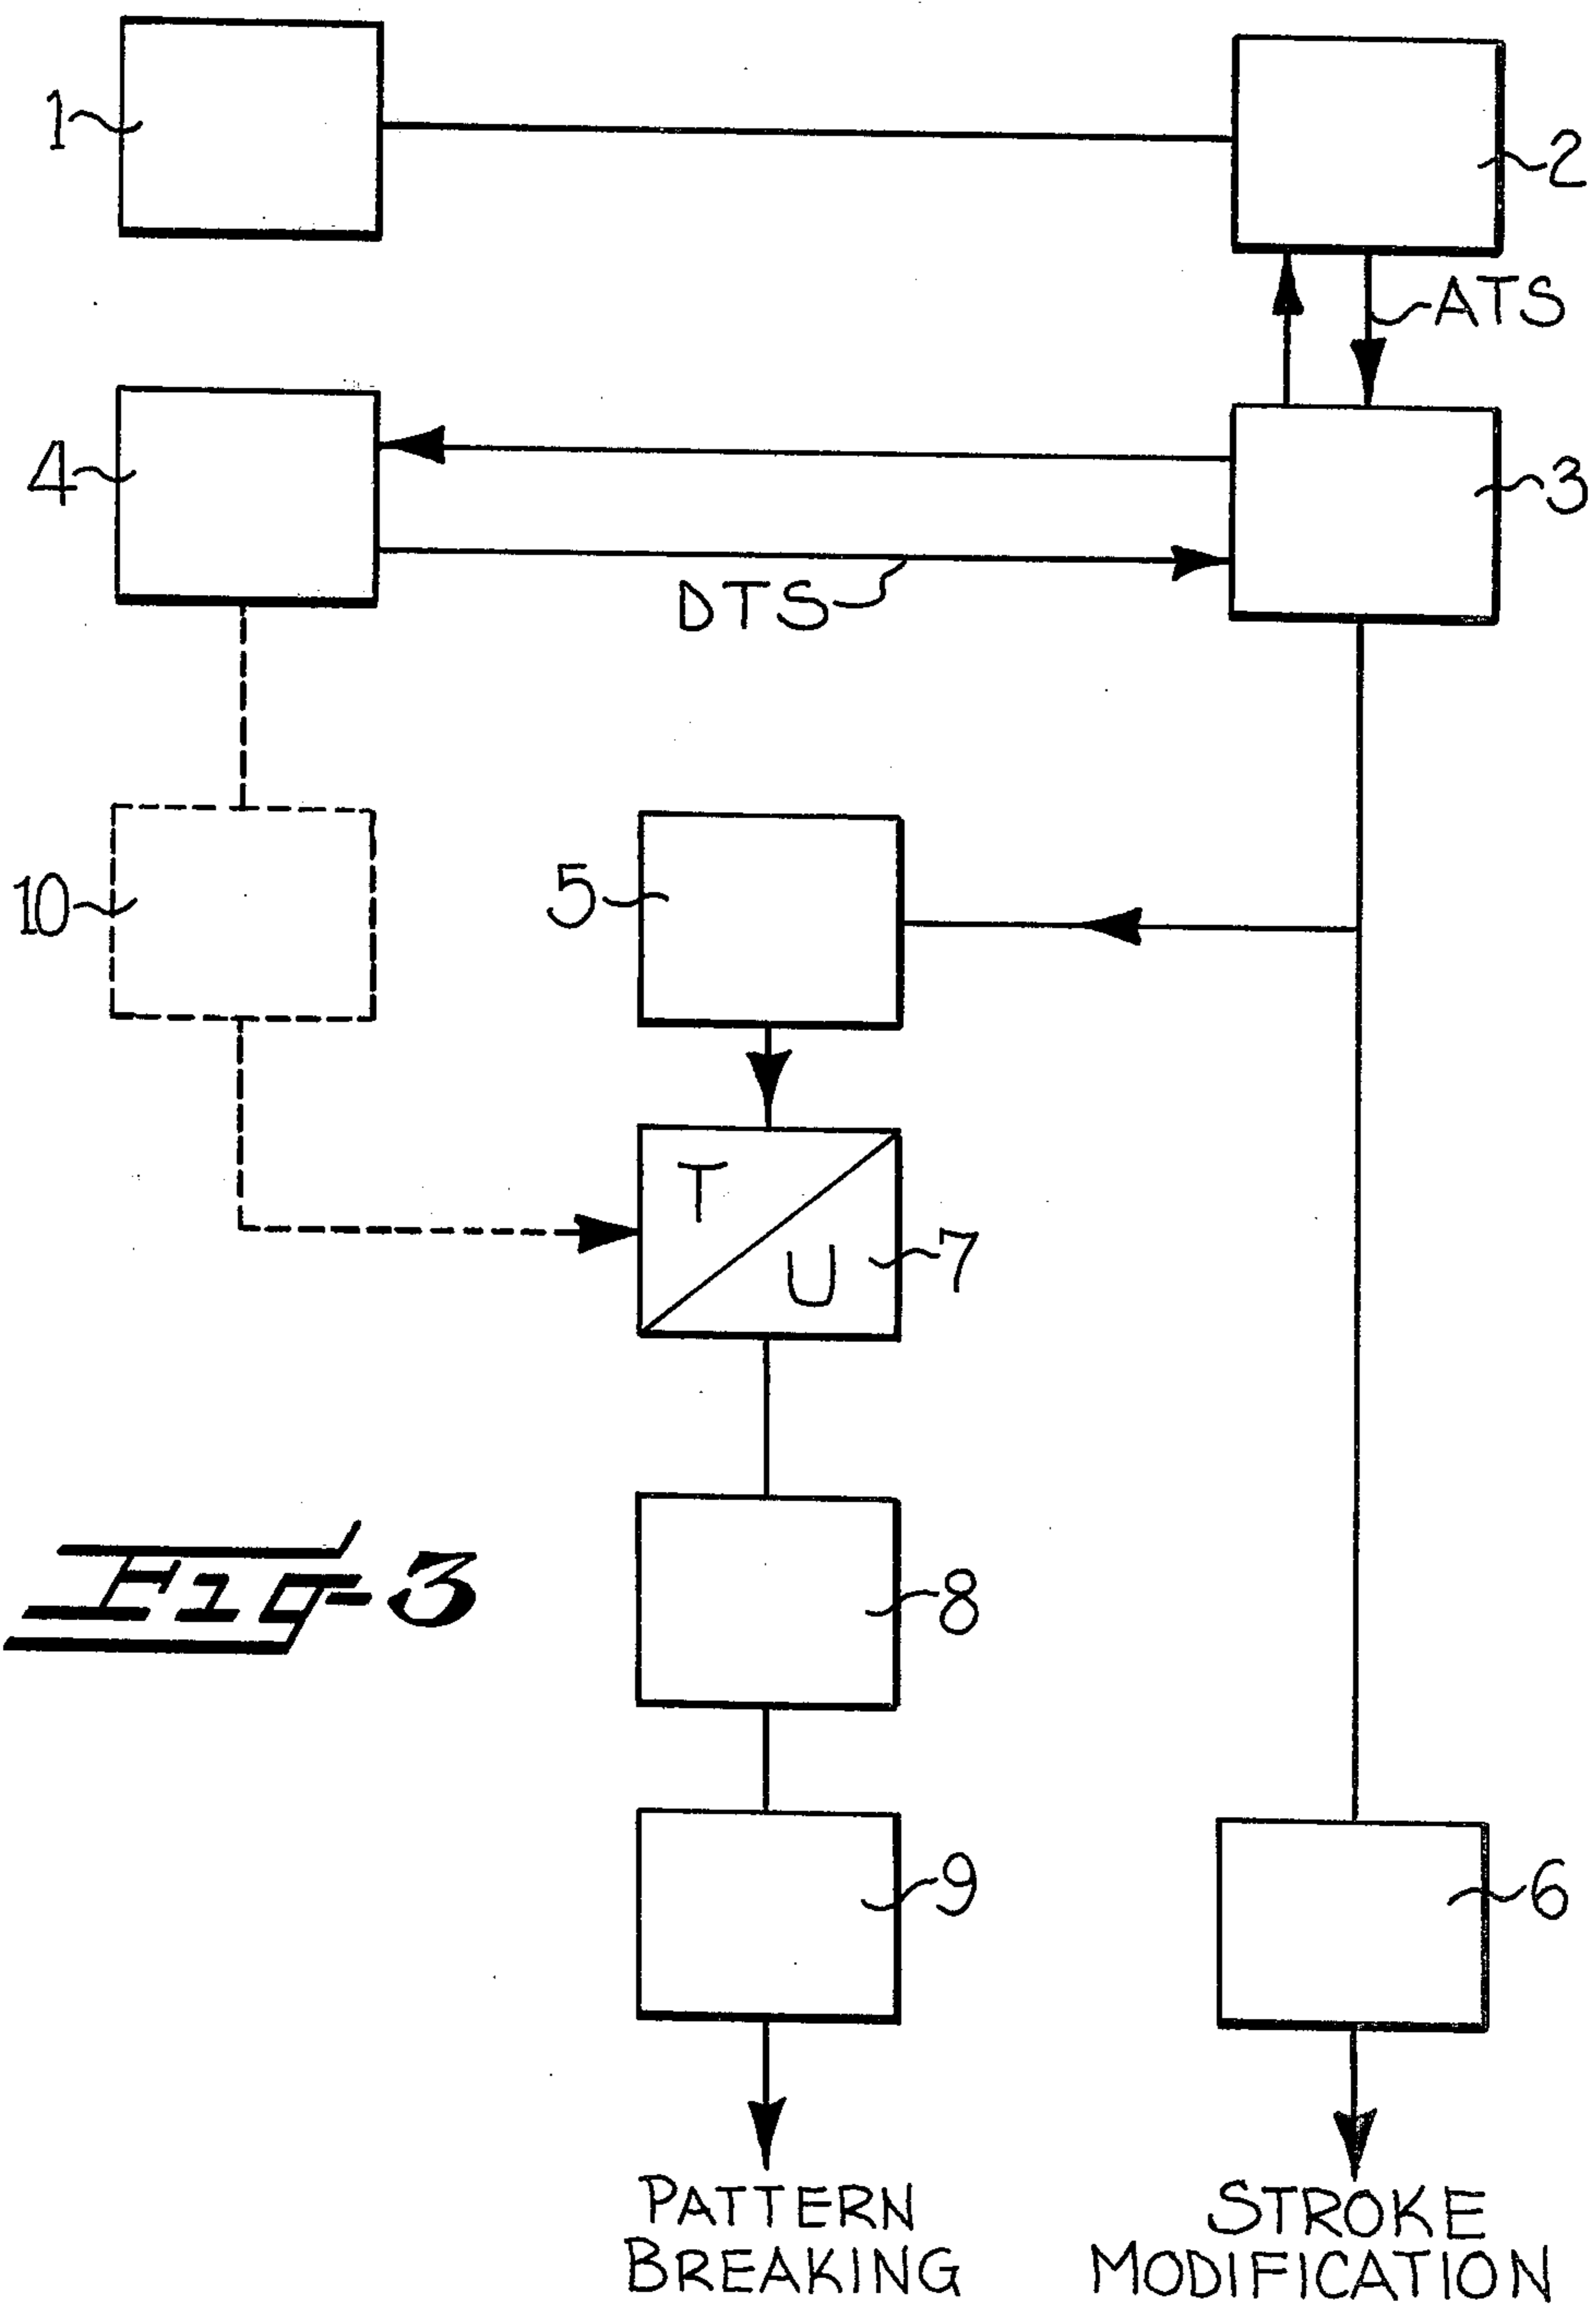 1
2
ATS
4
3
DTS
10
5
T
U
7
8
Fig-3
9
6
PATTERN
BREAKING
STROKE
MODIFICATION